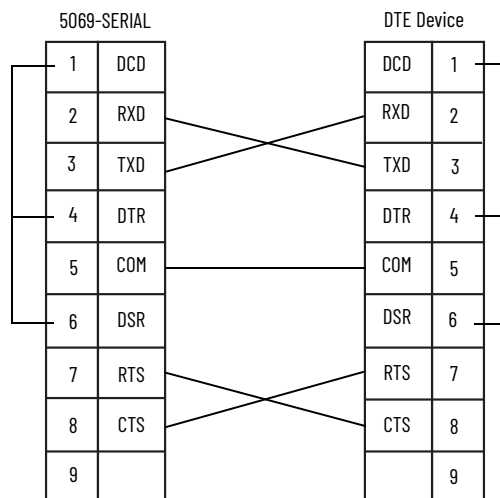 5069-SERIAL DTE Device
1 DCD DCD 1
2 RXD RXD 2
3 TXD TXD 3
4 DTR DTR 4
5 COM COM 5
6 DSR DSR 6
7 RTS RTS 7
8 CTS CTS 8
9 9